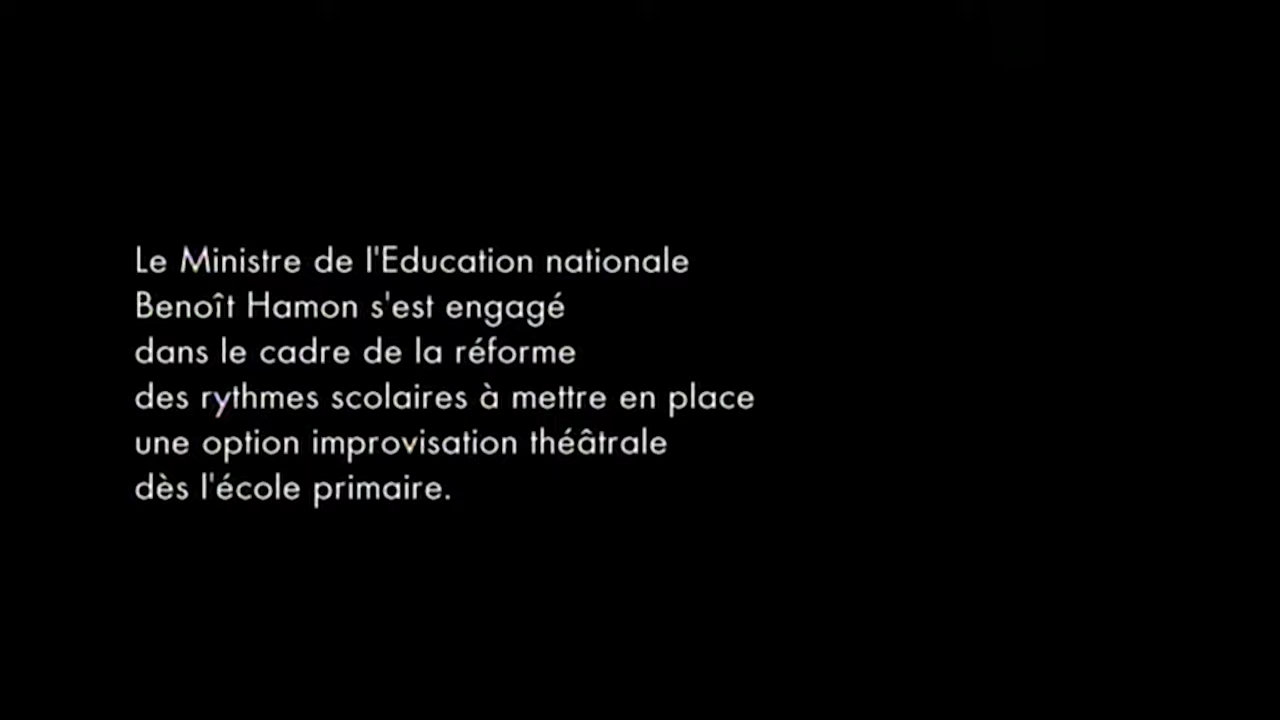 Le Ministre de l'Education nationale
Benoît Hamon s'est engagé
dans le cadre de la réforme
des rythmes scolaires à mettre en place
une option improvisation théâtrale
dès l'école primaire.